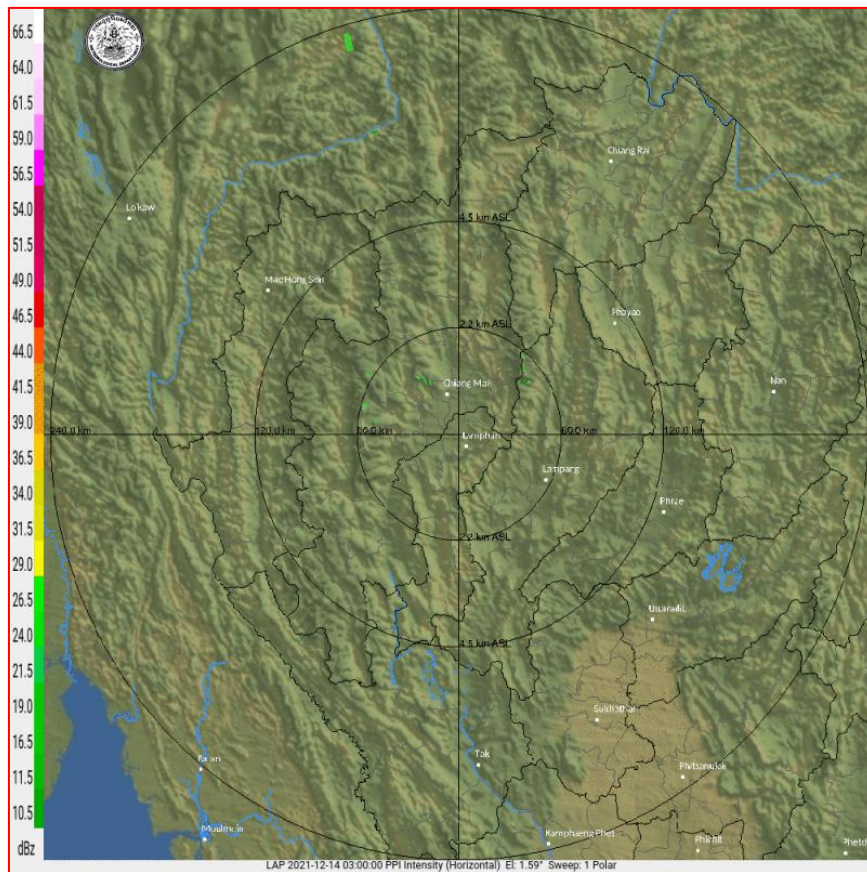 66.5
64.0
61.5
59.0
56.5
54.0
51.5
49.0
46.5
44.0
41.5
39.0
36.5
34.0
31.5
29.0
26.5
24.0
21.5
19.0
16.5
11.5
10.5
dBz
Chiang Rai
Lo'kaw
4.5 km ASL
Mae Hong Son
Phayao
2.2 km ASL
Chiang Mai
Nan
240.0 km
120.0 km
60.0 km
60.0 km
120.0 km
Lamphun
Lampang
Phrae
2.2 km ASL
Uttaradit
4.5 km ASL
Sukhothai
Tak
Pa-an
Phitsanulok
Moulmein
Kamphaeng Phet
Phichit
Phetch
LAP 2021-12-14 03:00:00 PPI Intensity (Horizontal) El: 1.59° Sweep: 1 Polar